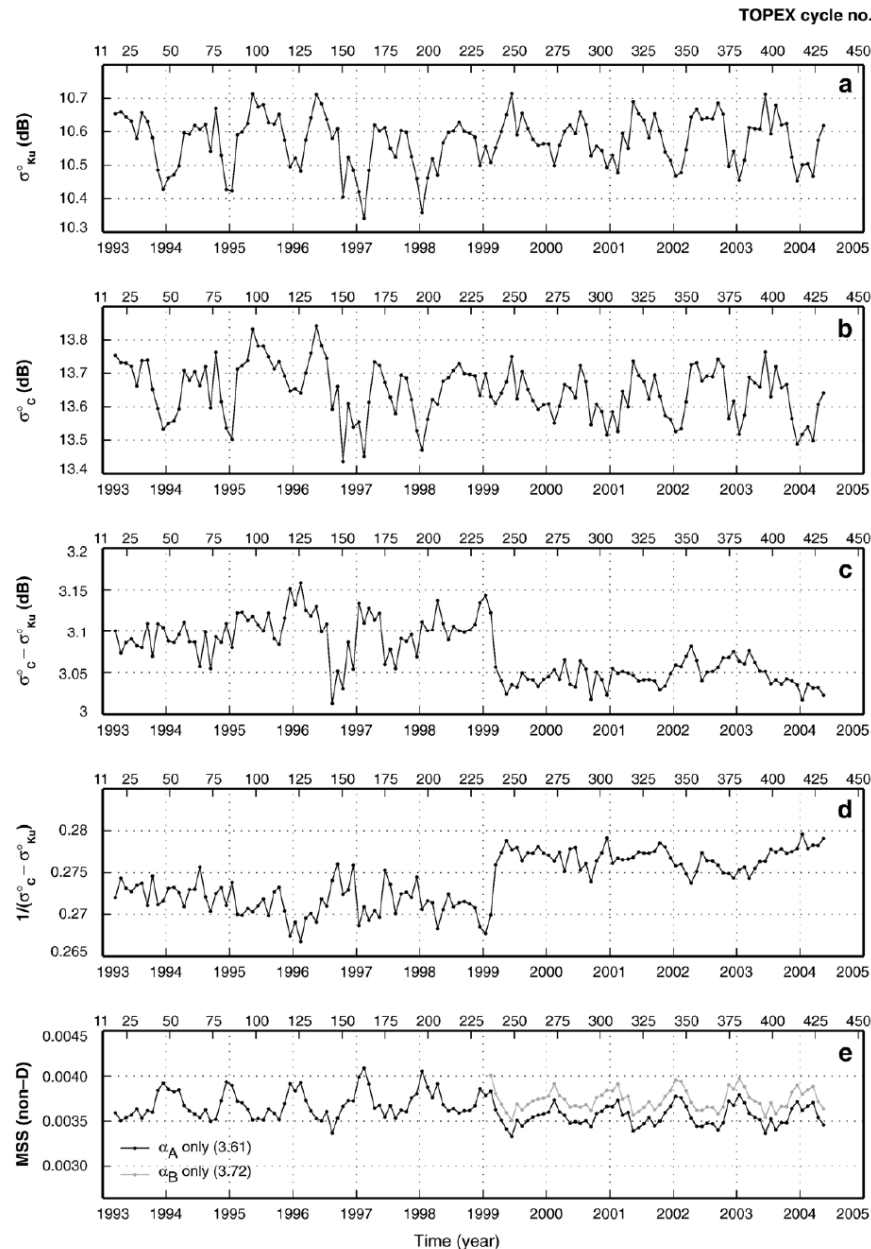 TOPEX cycle no.
11 25 50 75 100 125 150 175 200 225 250 275 300 325 350 375 400 425 450
a
σ°Ku (dB)
10.7
10.6
10.5
10.4
10.3
1993 1994 1995 1996 1997 1998 1999 2000 2001 2002 2003 2004 2005
11 25 50 75 100 125 150 175 200 225 250 275 300 325 350 375 400 425 450
b
σ°C (dB)
13.8
13.7
13.6
13.5
13.4
1993 1994 1995 1996 1997 1998 1999 2000 2001 2002 2003 2004 2005
11 25 50 75 100 125 150 175 200 225 250 275 300 325 350 375 400 425 450
c
σ°C – σ°Ku (dB)
3.2
3.15
3.1
3.05
3
1993 1994 1995 1996 1997 1998 1999 2000 2001 2002 2003 2004 2005
11 25 50 75 100 125 150 175 200 225 250 275 300 325 350 375 400 425 450
d
1/(σ°C – σ°Ku)
0.28
0.275
0.27
0.265
1993 1994 1995 1996 1997 1998 1999 2000 2001 2002 2003 2004 2005
11 25 50 75 100 125 150 175 200 225 250 275 300 325 350 375 400 425 450
e
MSS (non–D)
0.0045
0.0040
0.0035
0.0030
αA only (3.61)
αB only (3.72)
1993 1994 1995 1996 1997 1998 1999 2000 2001 2002 2003 2004 2005
Time (year)